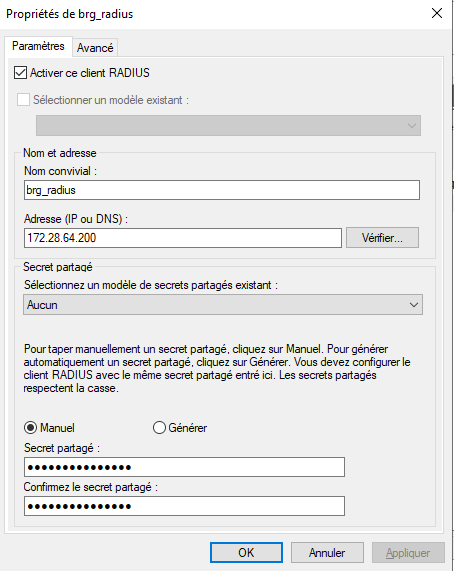 Propriétés de brg_radius
Paramètres
Avancé
Activer ce client RADIUS
Sélectionner un modèle existant :
Nom et adresse
Nom convivial :
brg_radius
Adresse (IP ou DNS) :
172.28.64.200
Vérifier...
Secret partagé
Sélectionnez un modèle de secrets partagés existant :
Aucun
Pour taper manuellement un secret partagé, cliquez sur Manuel. Pour générer
automatiquement un secret partagé, cliquez sur Générer. Vous devez configurer le
client RADIUS avec le même secret partagé entré ici. Les secrets partagés
respectent la casse.
Manuel
Générer
Secret partagé :
●●●●●●●●●●●●●●●
Confirmez le secret partagé :
●●●●●●●●●●●●●●●
OK
Annuler
Appliquer